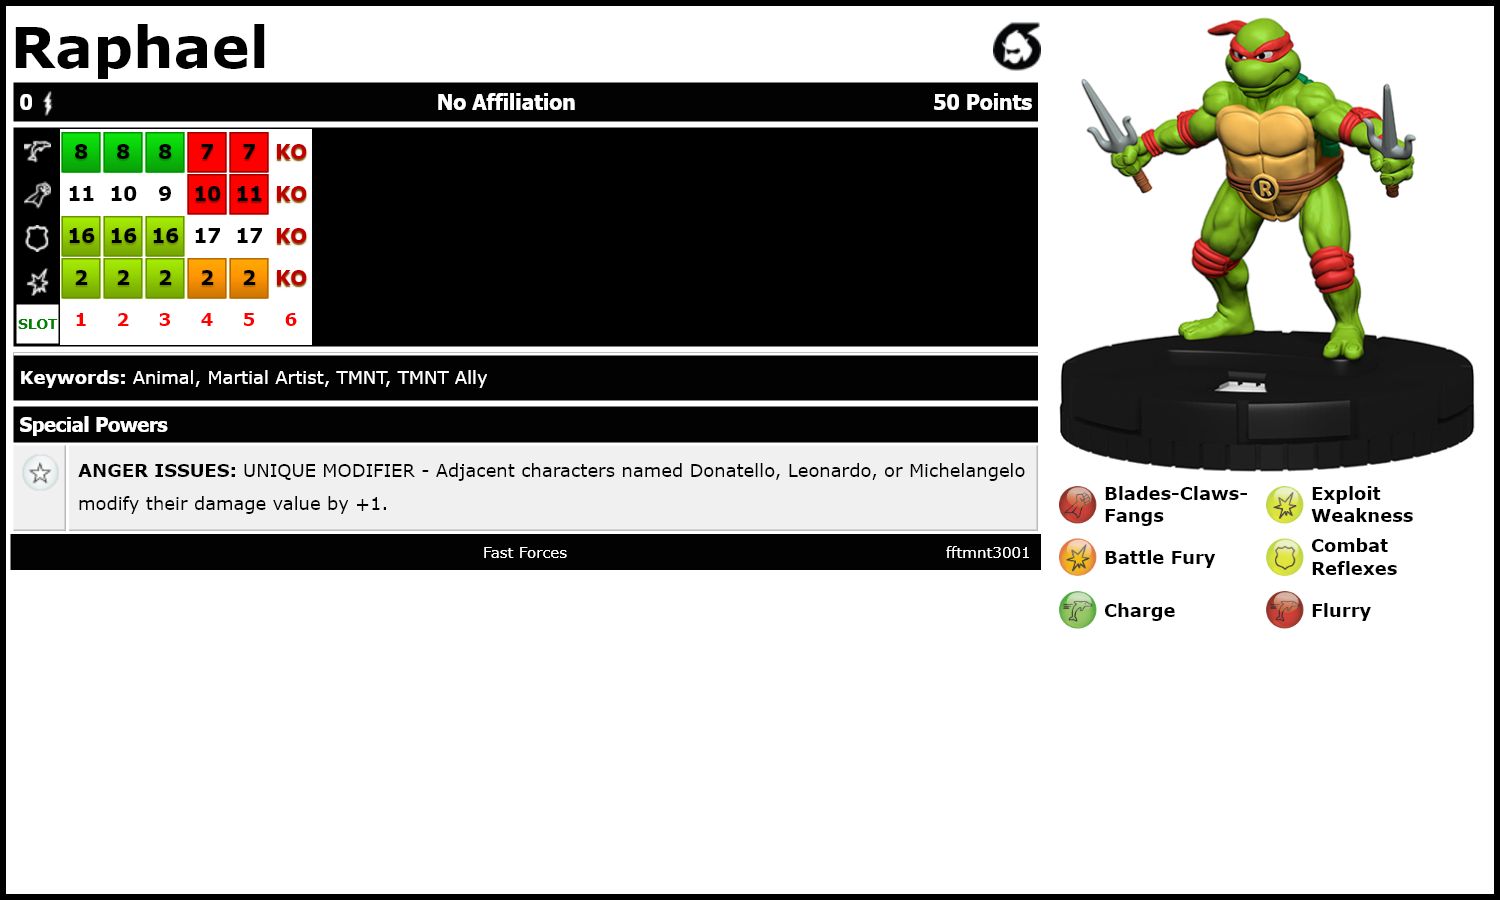 Raphael
0 No Affiliation 50 Points
8 8 8 7 7 KO
11 10 9 10 11 KO
16 16 16 17 17 KO
2 2 2 2 2 KO
SLOT 1 2 3 4 5 6
Keywords: Animal, Martial Artist, TMNT, TMNT Ally
Special Powers
ANGER ISSUES: UNIQUE MODIFIER - Adjacent characters named Donatello, Leonardo, or Michelangelo
modify their damage value by +1.
Fast Forces fftmnt3001
R
Blades-Claws-
Fangs
Exploit
Weakness
Battle Fury
Combat
Reflexes
Charge
Flurry